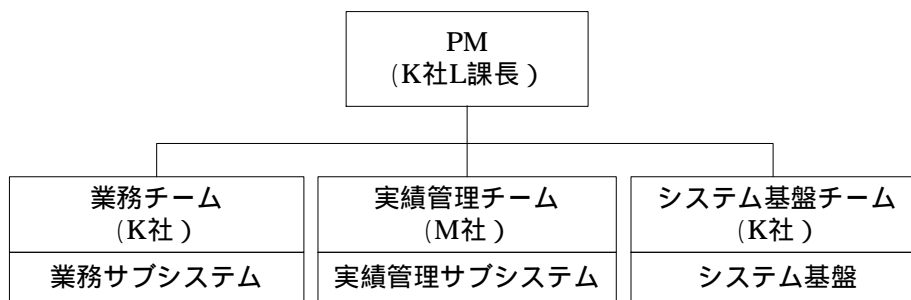 PM
(K社L課長)
業務チーム
(K社)
業務サブシステム
実績管理チーム
(M社)
実績管理サブシステム
システム基盤チーム
(K社)
システム基盤